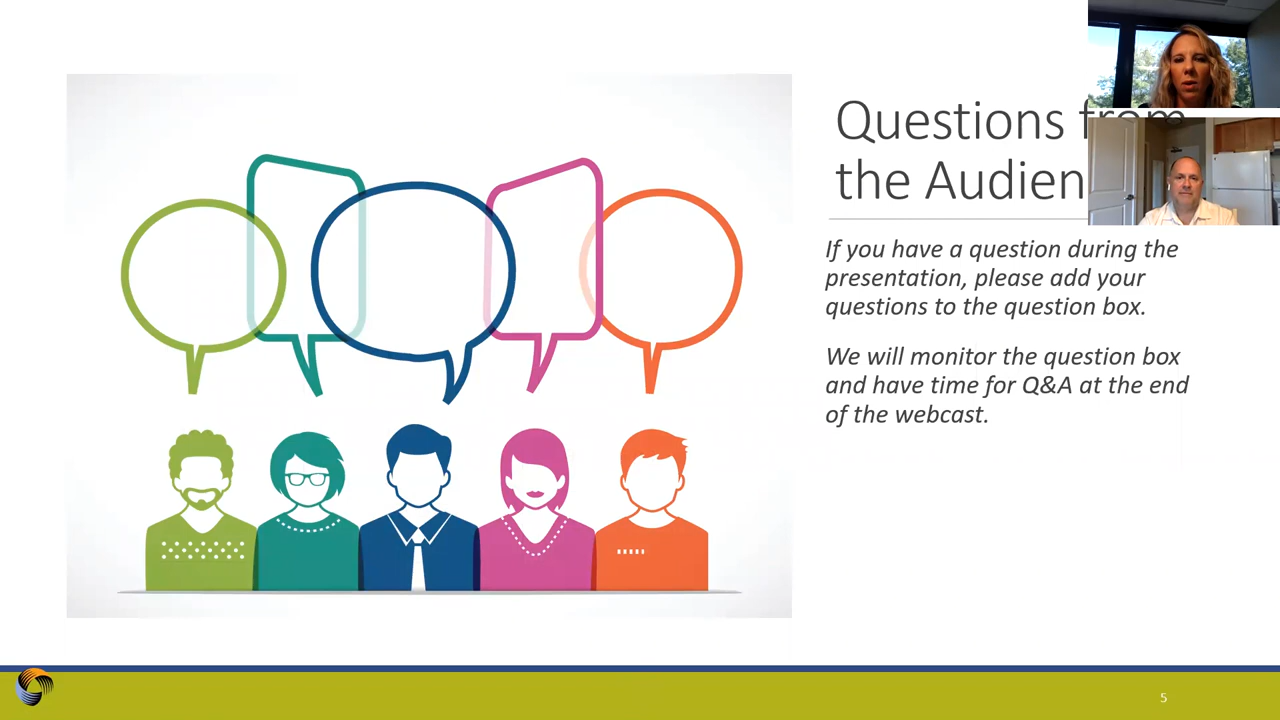 Questions from
the Audien
If you have a question during the
presentation, please add your
questions to the question box.
We will monitor the question box
and have time for Q&A at the end
of the webcast.
5